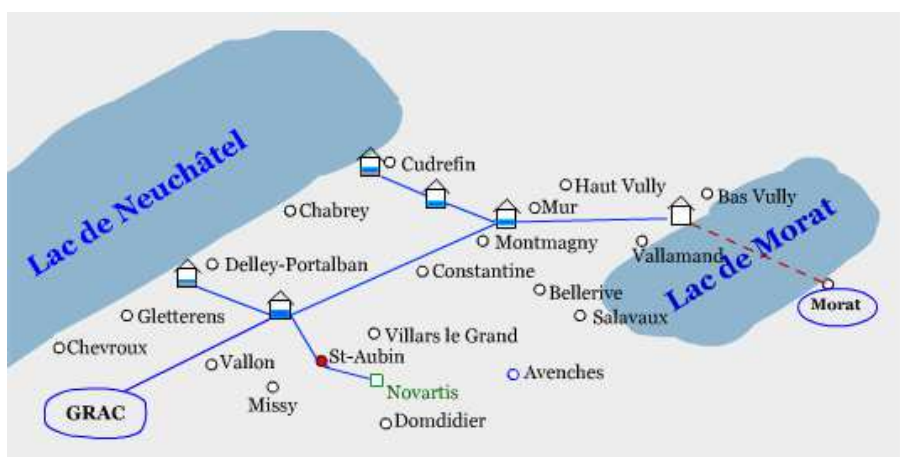 Lac de Neuchâtel
Cudrefin
Haut Vully
Bas Vully
Chabrey
Mur
Montmagny
Vallamand
Lac de Morat
Delley-Portalban
Constantine
Bellerive
Morat
Gletterens
Salavaux
Chevroux
Villars le Grand
Vallon
St-Aubin
Avenches
Novartis
Missy
GRAC
Domdidier